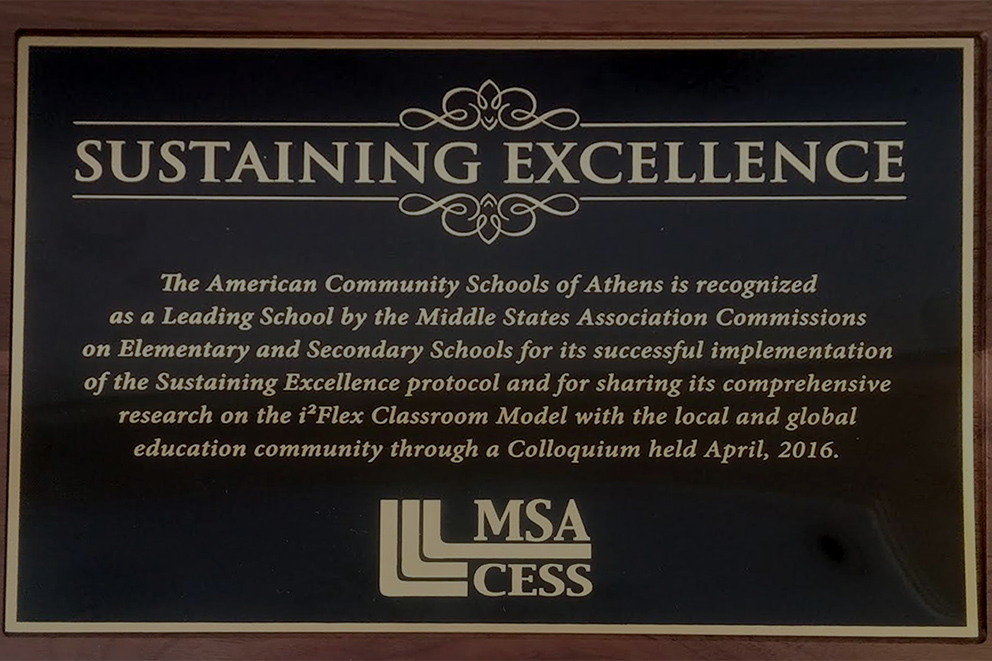 SUSTAINING EXCELLENCE
The American Community Schools of Athens is recognized
as a Leading School by the Middle States Association Commissions
on Elementary and Secondary Schools for its successful implementation
of the Sustaining Excellence protocol and for sharing its comprehensive
research on the i²Flex Classroom Model with the local and global
education community through a Colloquium held April, 2016.
MSA
CESS